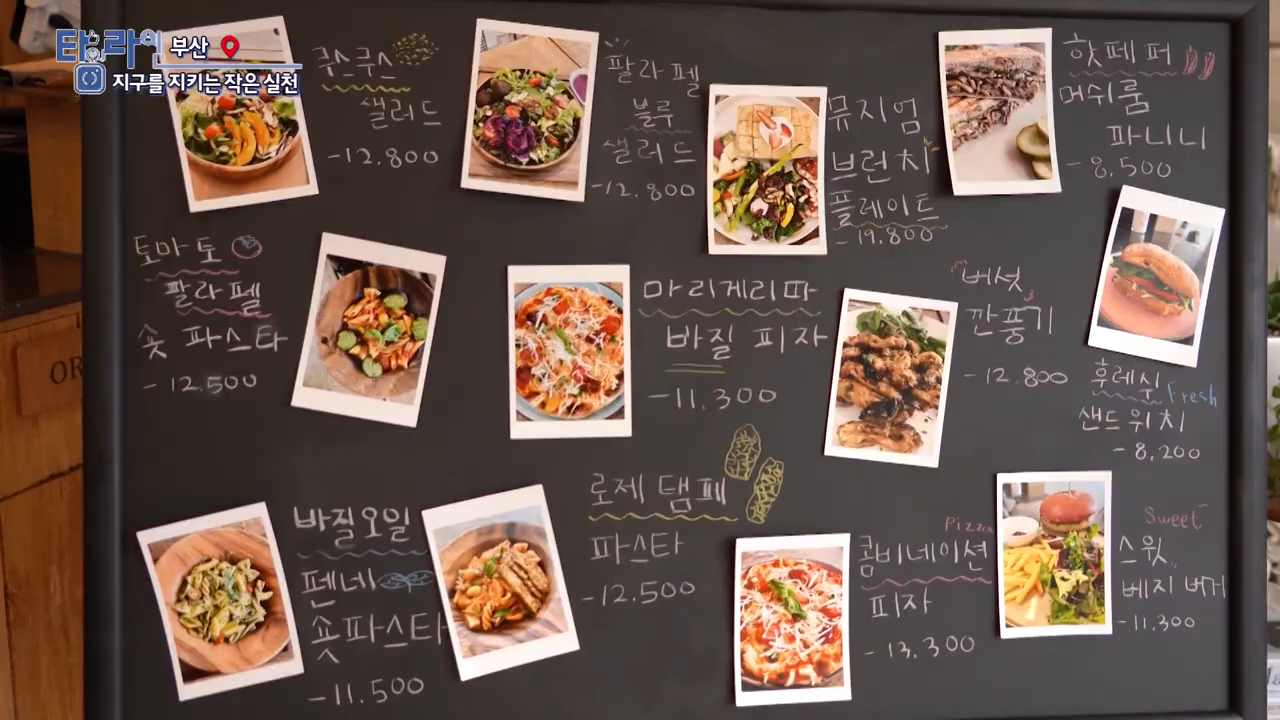 탐라인 부산
지구를 지키는 작은 실천
쿠스쿠스
샐러드
-12.800
팔라펠
블루
샐러드
-12.800
뮤지엄
브런치
플레이트
-19.800
핫페퍼
머쉬룸
파니니
-8,500
토마토
팔라펠
숏 파스타
-12.500
마리게리따
바질 피자
-11.300
버섯
깐풍기
-12.800
후레쉬 Fresh
샌드위치
-8,200
바질오일
펜네
숏파스타
-11.500
로제 템페
파스타
-12.500
Pizza
콤비네이션
피자
-13,300
Sweet
스윗
베지 버거
-11.300
OR